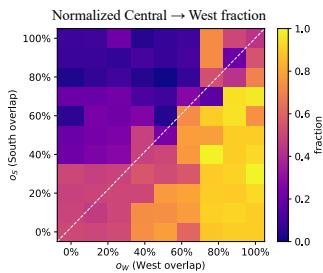 Normalized Central → West fraction
100%
80%
60%
40%
20%
0%
o_S (South overlap)
0% 20% 40% 60% 80% 100%
o_W (West overlap)
1.0
0.8
0.6
0.4
0.2
0.0
fraction